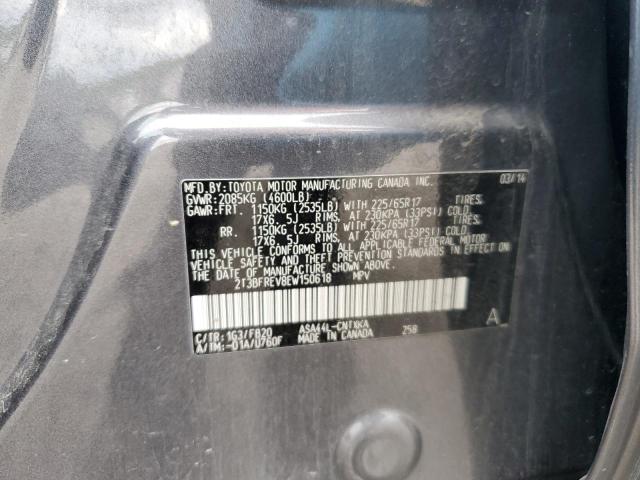 MFD. BY: TOYOTA MOTOR MANUFACTURING CANADA INC. 03/14
GVWR: 2085KG (4600LB)
GAWR: FRT. 1150KG (2535LB) WITH 225/65R17 TIRES,
17X6. 5J RIMS, AT 230KPA (33PSI) COLD
RR. 1150KG (2535LB) WITH 225/65R17 TIRES,
17X6. 5J RIMS, AT 230KPA (33PSI) COLD.
THIS VEHICLE CONFORMS TO ALL APPLICABLE FEDERAL MOTOR
VEHICLE SAFETY AND THEFT PREVENTION STANDARDS
IN EFFECT ON THE DATE OF MANUFACTURE SHOWN ABOVE.
2T3BFREV8EW150618 MPV
C/TR: 1G3/FB20 ASA44L-CNTXKA 258 A
A/TM: -01A/U760F MADE IN CANADA